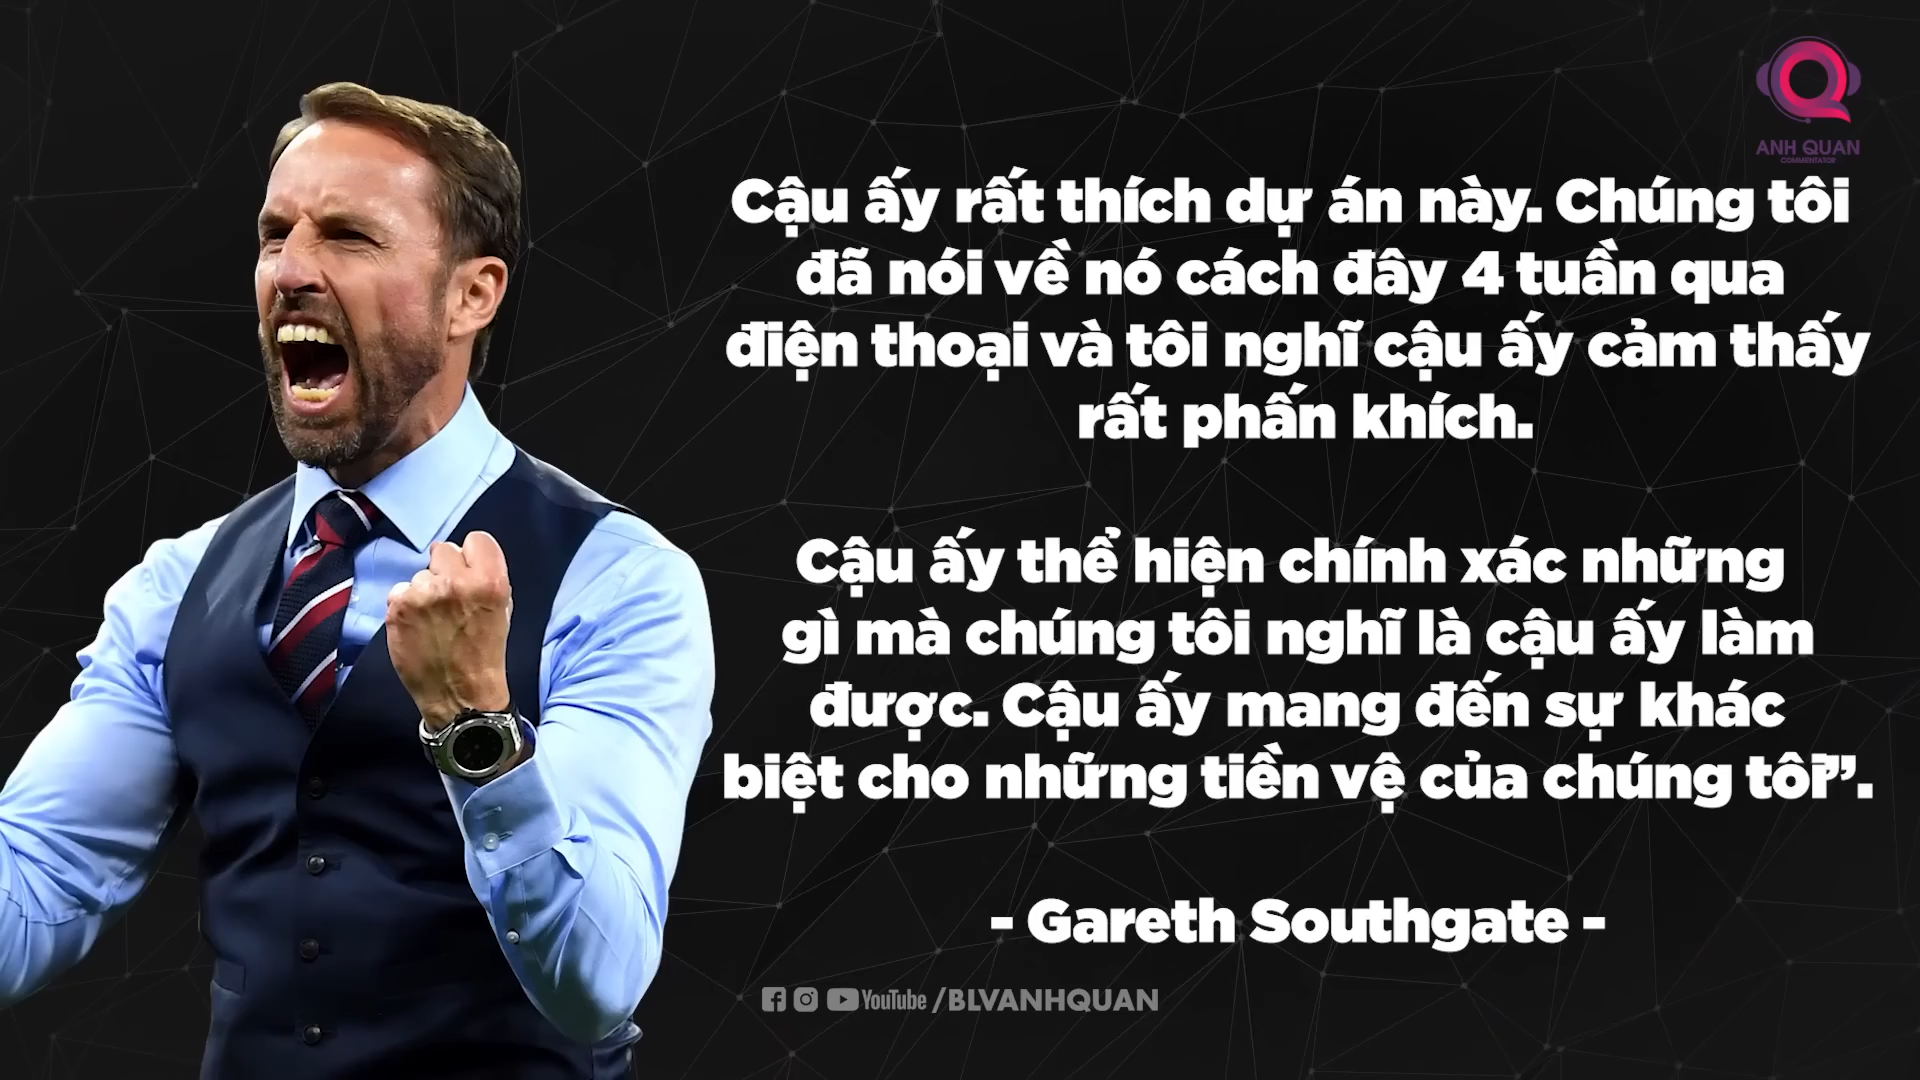 ANH QUAN
COMMENTATOR
Cậu ấy rất thích dự án này. Chúng tôi
đã nói về nó cách đây 4 tuần qua
điện thoại và tôi nghĩ cậu ấy cảm thấy
rất phấn khích.
Cậu ấy thể hiện chính xác những
gì mà chúng tôi nghĩ là cậu ấy làm
được. Cậu ấy mang đến sự khác
biệt cho những tiền vệ của chúng tôi”.
- Gareth Southgate -
YouTube /BLVANHQUAN